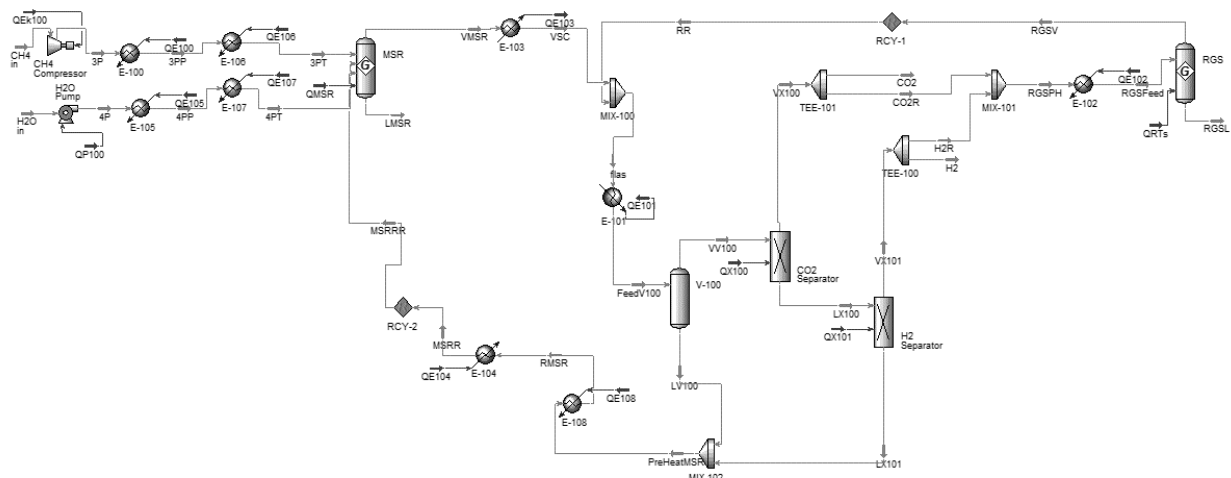 QEk100
CH4
in
CH4
Compressor
3P
E-100
QE100
3PP
QE106
E-106
3PT
MSR
G
QMSR
LMSR
VMSR
QE103
E-103
VSC
RR
RCY-1
RGSV
RGS
G
H2O
Pump
H2O
in
QP100
4P
E-105
QE105
4PP
QE107
E-107
4PT
MIX-100
flas
QE101
E-101
VX100
TEE-101
CO2
CO2R
MIX-101
RGSPH
QE102
E-102
RGSFeed
QRTs
RGSL
H2R
TEE-100
H2
MSRRR
VV100
V-100
FeedV100
QX100
CO2
Separator
VX101
LX100
QX101
H2
Separator
RCY-2
MSRR
QE104
E-104
RMSR
QE108
E-108
LV100
PreHeatMSR
MIX-102
LX101